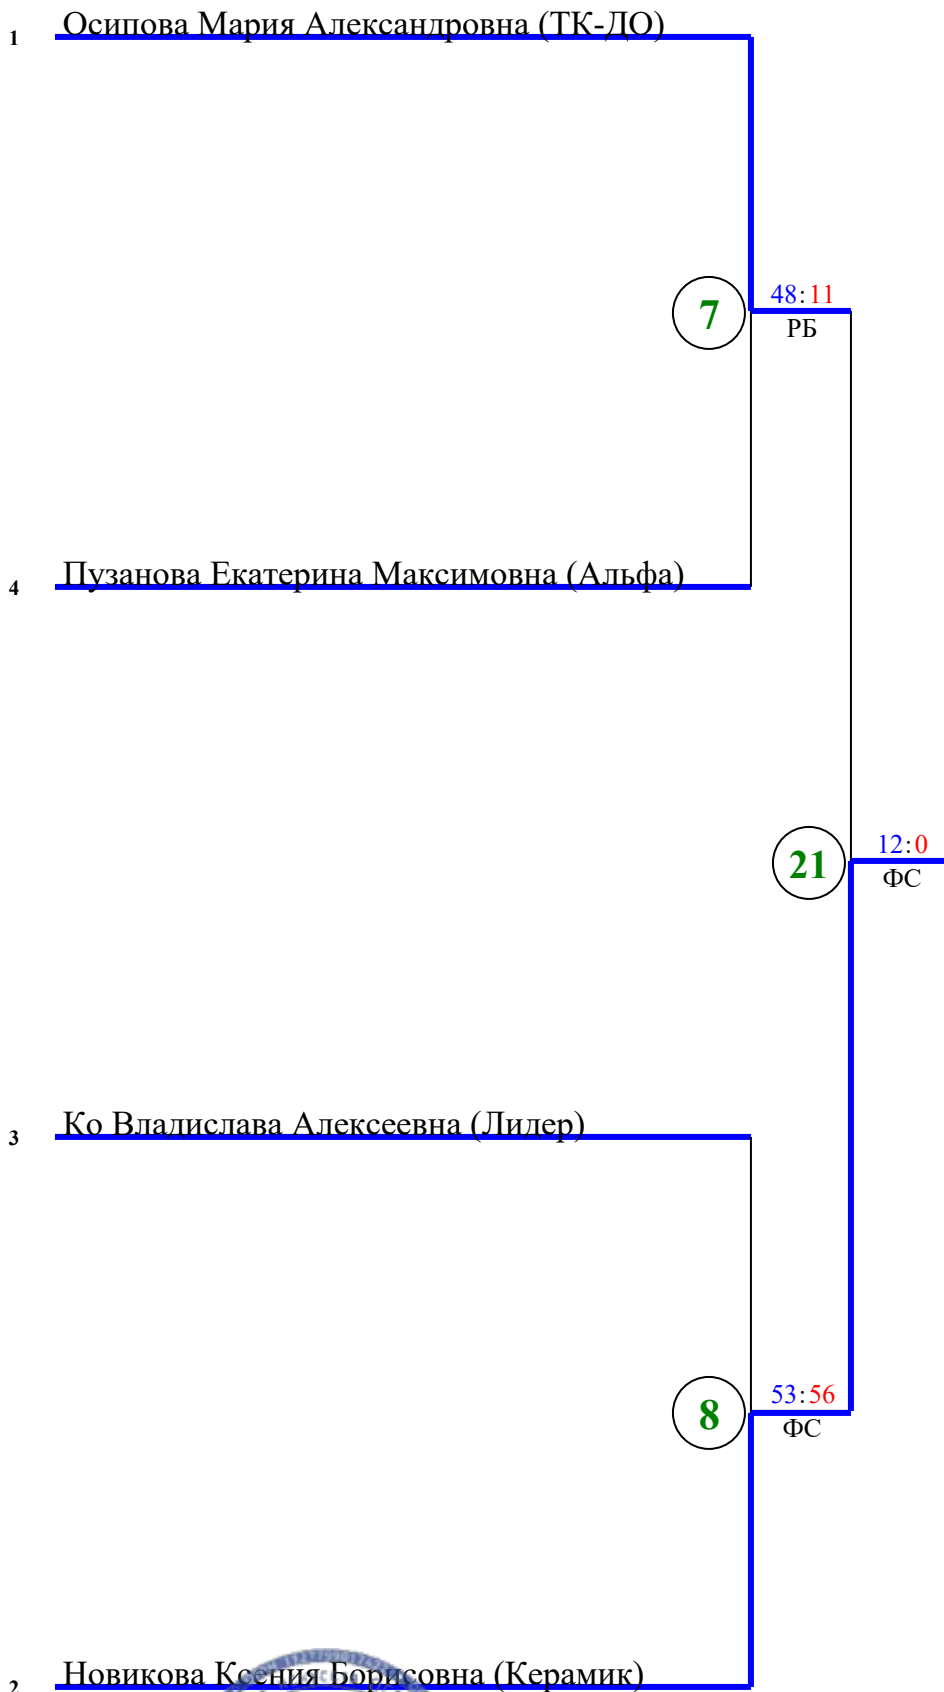 1 Осипова Мария Александровна (ТК-ДО)
7 48:11
РБ
4 Пузанова Екатерина Максимовна (Альфа)
21 12:0
ФС
3 Ко Владислава Алексеевна (Лидер)
8 53:56
ФС
2 Новикова Ксения Борисовна (Керамик)